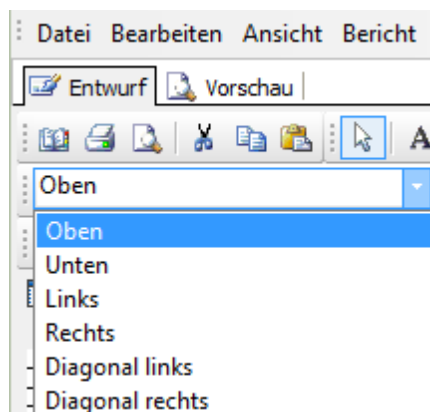 Datei Bearbeiten Ansicht Bericht
Entwurf Vorschau
A
Oben
Oben
Unten
Links
Rechts
Diagonal links
Diagonal rechts